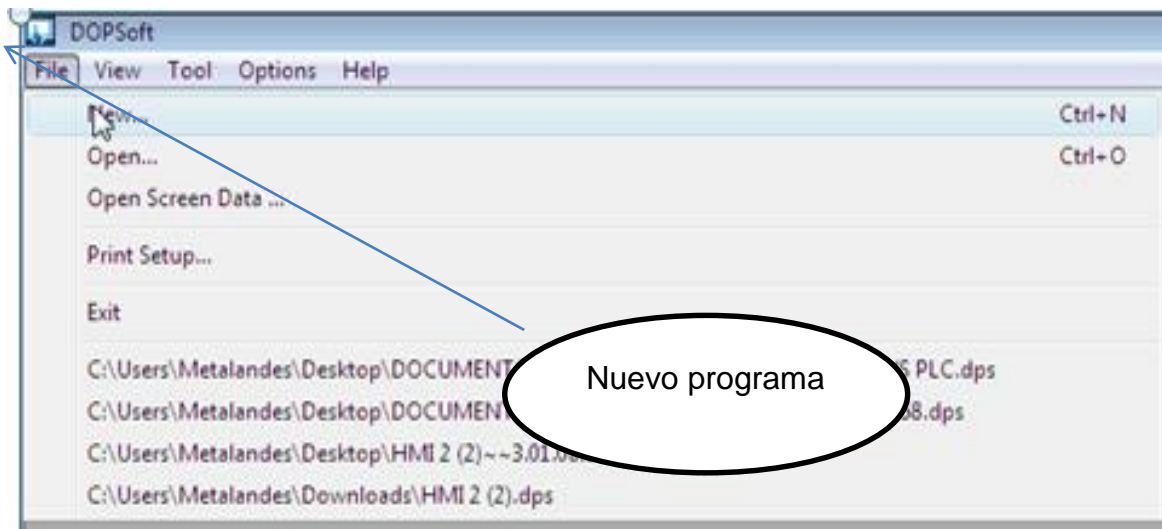 DOPSoft
File View Tool Options Help
New... Ctrl+N
Open... Ctrl+O
Open Screen Data ...
Print Setup...
Exit
C:\Users\Metalandes\Desktop\DOCUMENT PLC.dps
C:\Users\Metalandes\Desktop\DOCUMEN 8.dps
C:\Users\Metalandes\Desktop\HMI 2 (2)~~3.01.
C:\Users\Metalandes\Downloads\HMI 2 (2).dps
Nuevo programa